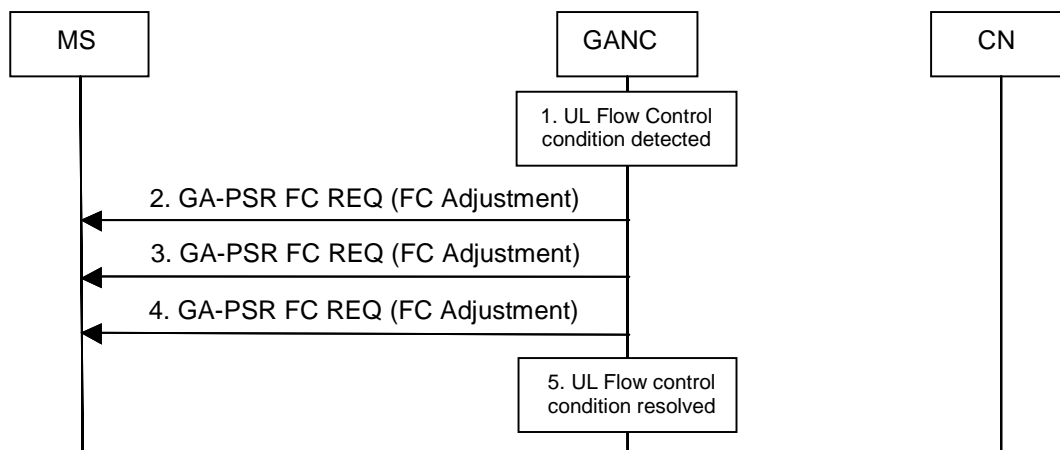 MS
GANC
CN
1. UL Flow Control
condition detected
2. GA-PSR FC REQ (FC Adjustment)
3. GA-PSR FC REQ (FC Adjustment)
4. GA-PSR FC REQ (FC Adjustment)
5. UL Flow control
condition resolved